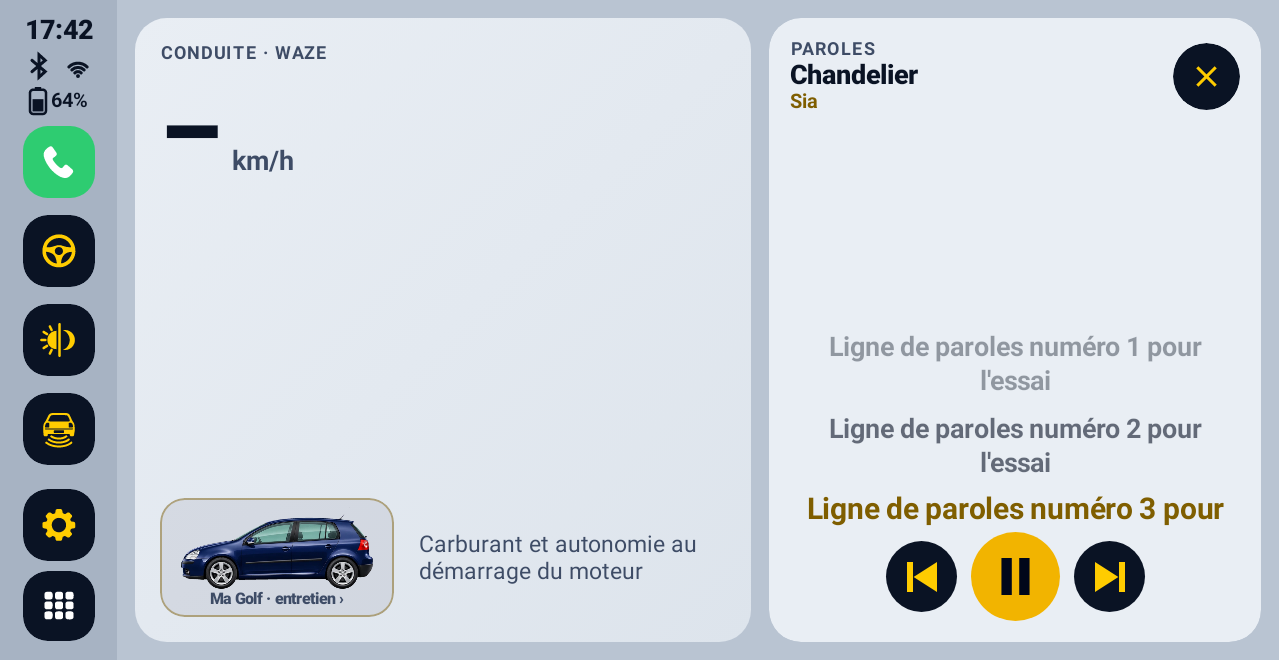 17:42
64%
CONDUITE · WAZE
km/h
Ma Golf · entretien ›
Carburant et autonomie au
démarrage du moteur
PAROLES
Chandelier
Sia
Ligne de paroles numéro 1 pour
l'essai
Ligne de paroles numéro 2 pour
l'essai
Ligne de paroles numéro 3 pour